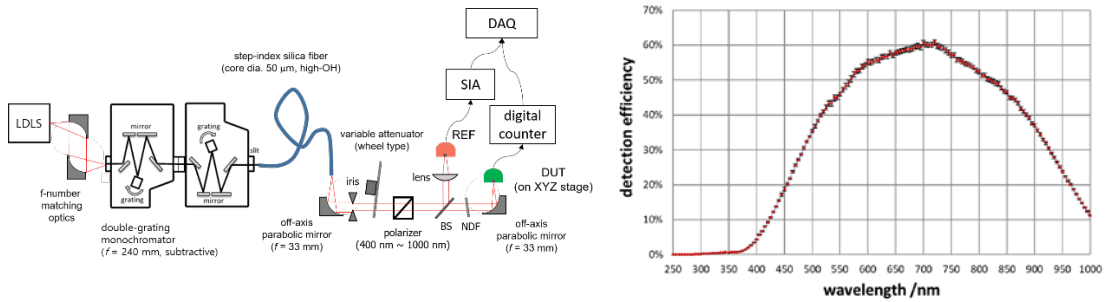 DAQ
step-index silica fiber
(core dia. 50 μm, high-OH)
SIA
digital
counter
LDLS
mirror
grating
slit
variable attenuator
(wheel type)
REF
DUT
(on XYZ stage)
lens
iris
grating
mirror
f-number
matching
optics
BS
NDF
off-axis
parabolic mirror
(f = 33 mm)
polarizer
(400 nm ~ 1000 nm)
off-axis
parabolic mirror
(f = 33 mm)
double-grating
monochromator
(f = 240 mm, subtractive)
detection efficiency
70%
60%
50%
40%
30%
20%
10%
0%
250 300 350 400 450 500 550 600 650 700 750 800 850 900 950 1000
wavelength /nm